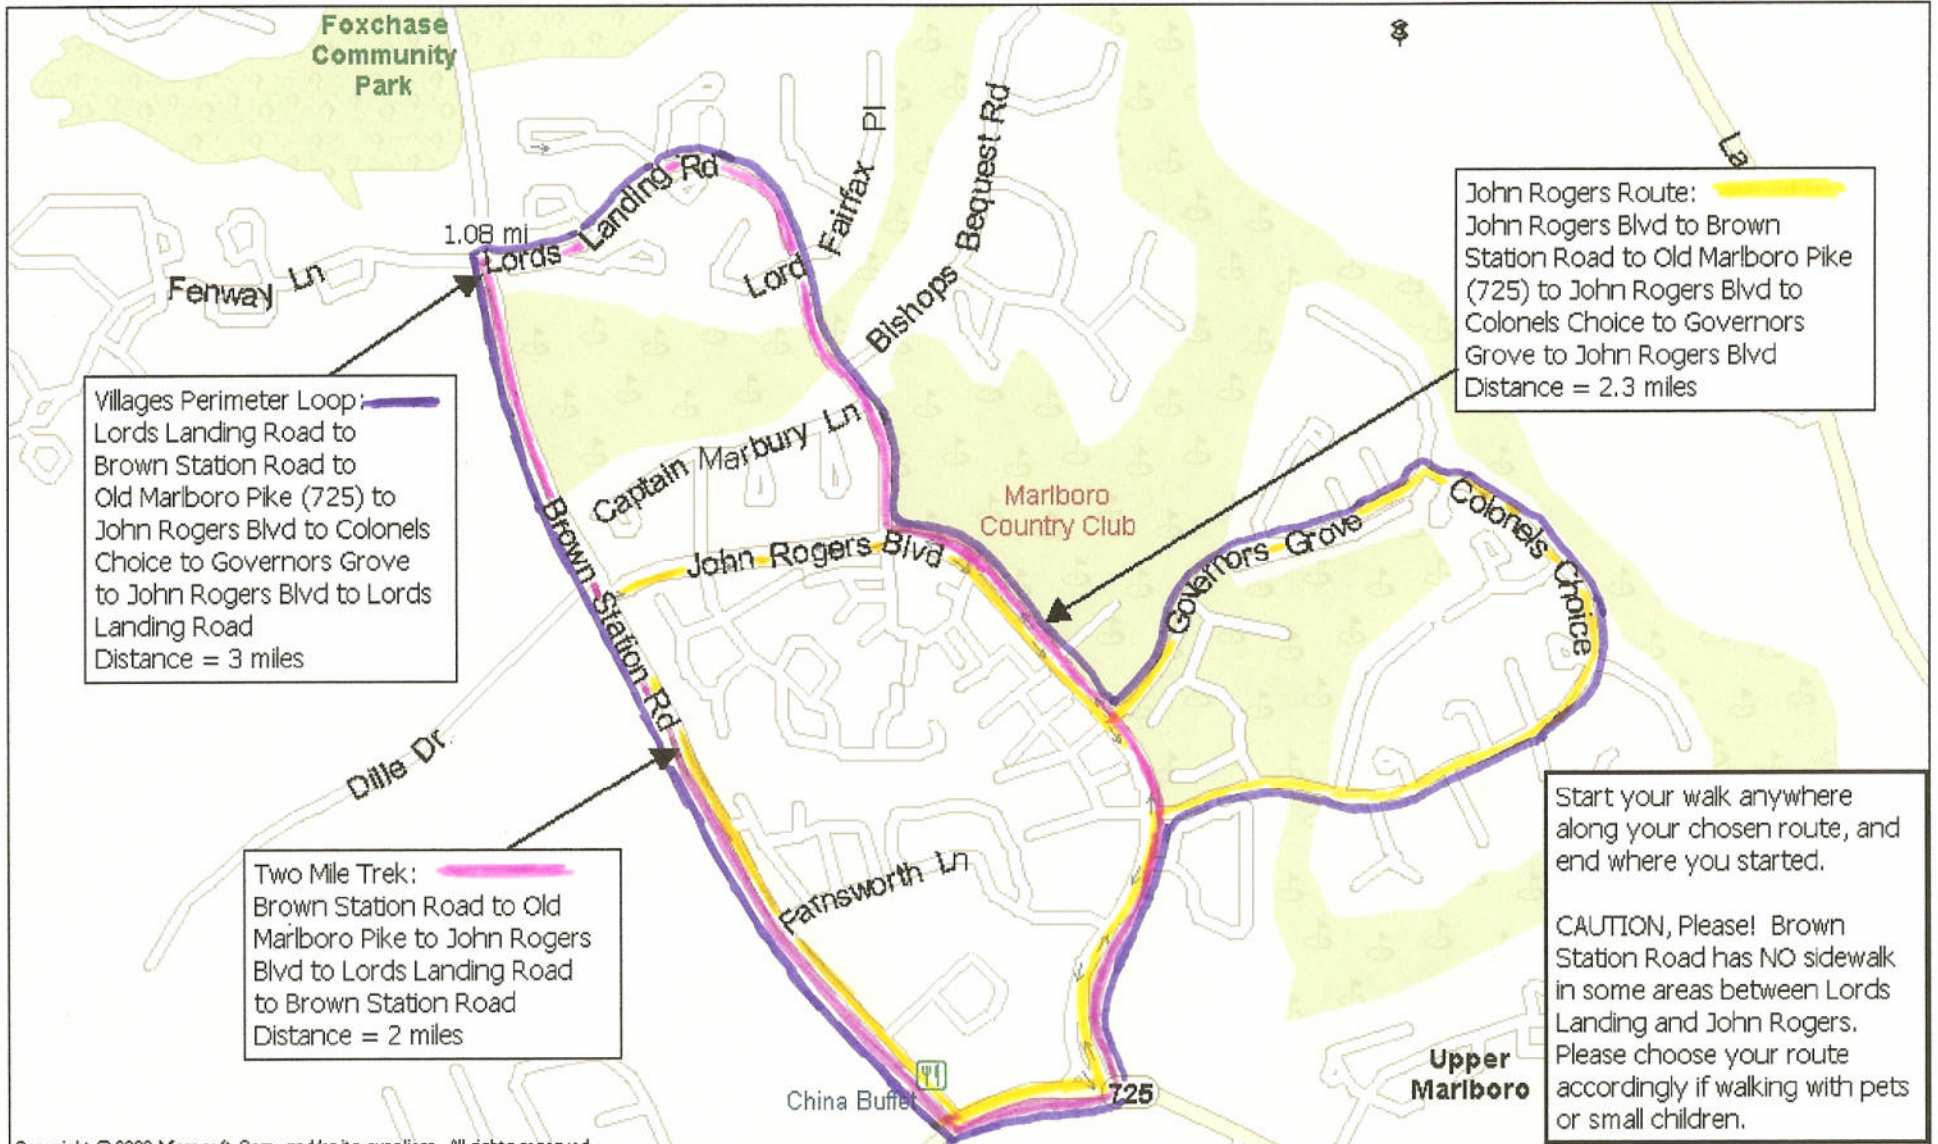 Foxchase
Community
Park
La
Fairfax Pl
Bishops Bequest Rd
1.08 mi
Lords Landing Rd
Lord
Fenway Ln
John Rogers Route:
John Rogers Blvd to Brown
Station Road to Old Marlboro Pike
(725) to John Rogers Blvd to
Colonels Choice to Governors
Grove to John Rogers Blvd
Distance = 2.3 miles
Villages Perimeter Loop:
Lords Landing Road to
Brown Station Road to
Old Marlboro Pike (725) to
John Rogers Blvd to Colonels
Choice to Governors Grove
to John Rogers Blvd to Lords
Landing Road
Distance = 3 miles
Captain Marbury Ln
Marlboro
Country Club
Governors Grove
Colonels Choice
John Rogers Blvd
Brown Station Rd
Dille Dr
Farnsworth Ln
Two Mile Trek:
Brown Station Road to Old
Marlboro Pike to John Rogers
Blvd to Lords Landing Road
to Brown Station Road
Distance = 2 miles
Start your walk anywhere
along your chosen route, and
end where you started.
CAUTION, Please! Brown
Station Road has NO sidewalk
in some areas between Lords
Landing and John Rogers.
Please choose your route
accordingly if walking with pets
or small children.
China Buffet
725
Upper
Marlboro